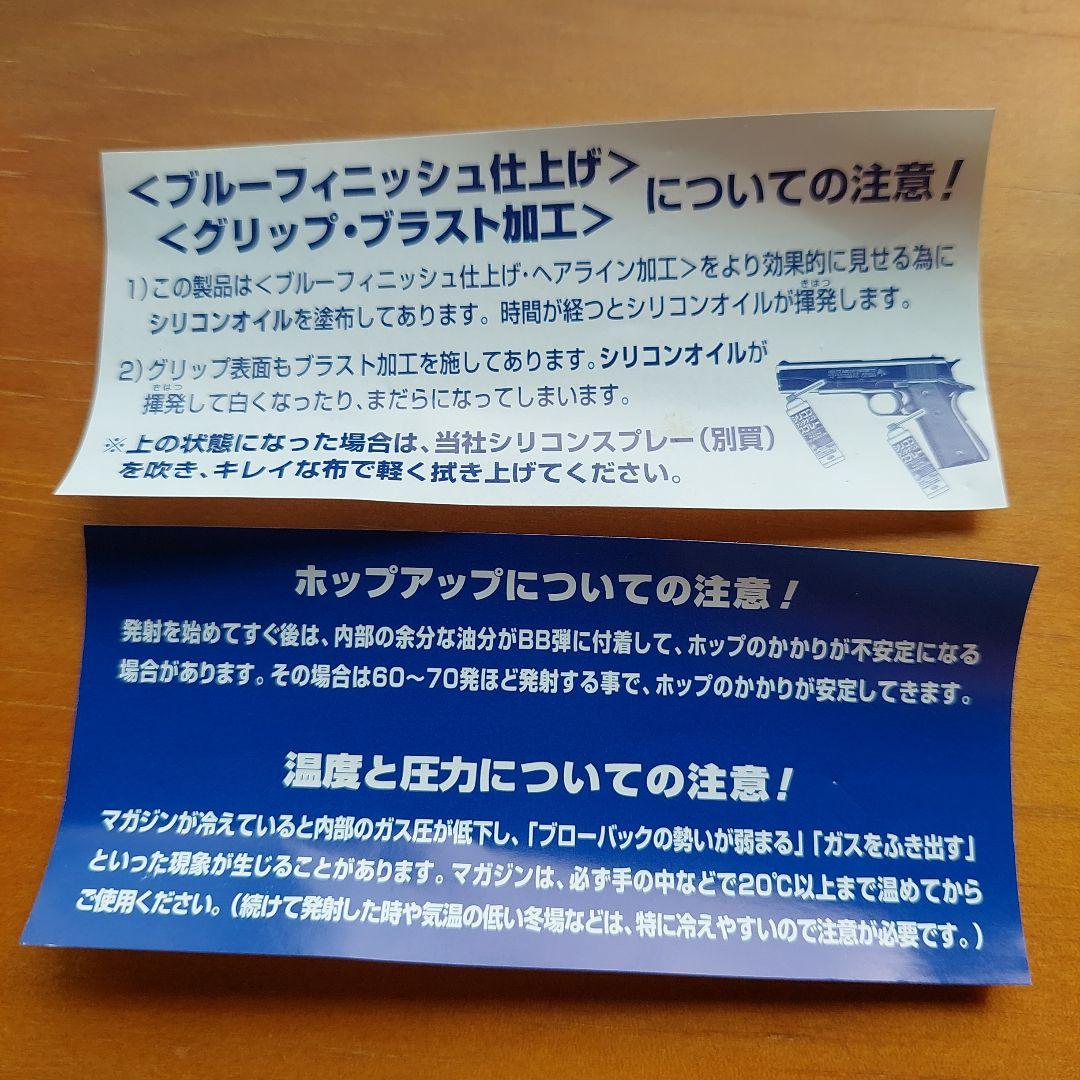 <ブルーフィニッシュ仕上げ>
<グリップ・ブラスト加工>
についての注意！
1)この製品は<ブルーフィニッシュ仕上げ・ヘアライン加工>をより効果的に見せる為に
シリコンオイルを塗布してあります。時間が経つとシリコンオイルが揮発します。
きはつ
2)グリップ表面もブラスト加工を施してあります。シリコンオイルが
きはつ
揮発して白くなったり、まだらになってしまいます。
※上の状態になった場合は、当社シリコンスプレー（別買）
を吹き、キレイな布で軽く拭き上げてください。
ホップアップについての注意！
発射を始めてすぐ後は、内部の余分な油分がBB弾に付着して、ホップのかかりが不安定になる
場合があります。その場合は60～70発ほど発射する事で、ホップのかかりが安定してきます。
温度と圧力についての注意！
マガジンが冷えていると内部のガス圧が低下し、「ブローバックの勢いが弱まる」「ガスをふき出す」
といった現象が生じることがあります。マガジンは、必ず手の中などで20℃以上まで温めてから
ご使用ください。（続けて発射した時や気温の低い冬場などは、特に冷えやすいので注意が必要です。）